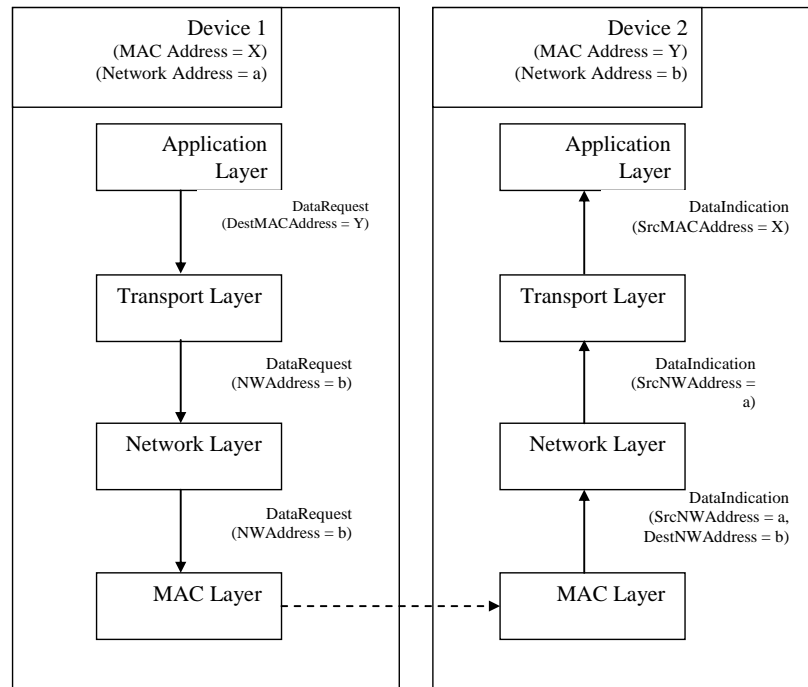 Device 1
(MAC Address = X)
(Network Address = a)
Application
Layer
DataRequest
(DestMACAddress = Y)
Transport Layer
DataRequest
(NWAddress = b)
Network Layer
DataRequest
(NWAddress = b)
MAC Layer
Device 2
(MAC Address = Y)
(Network Address = b)
Application
Layer
DataIndication
(SrcMACAddress = X)
Transport Layer
DataIndication
(SrcNWAddress =
a)
Network Layer
DataIndication
(SrcNWAddress = a,
DestNWAddress = b)
MAC Layer